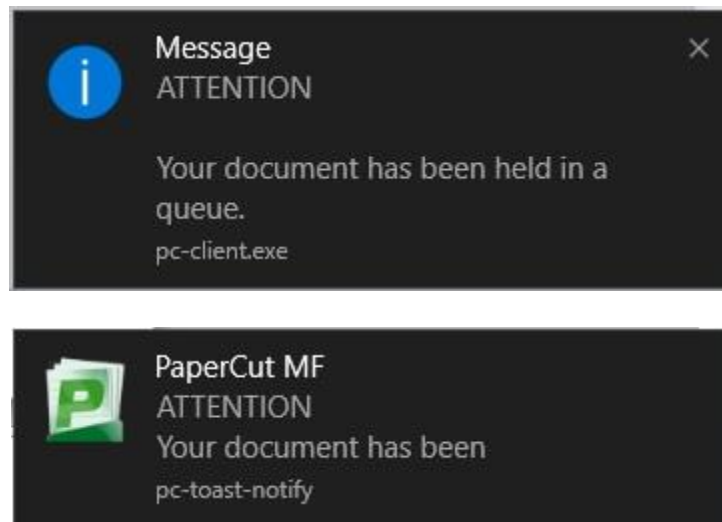 Message
ATTENTION
Your document has been held in a
queue.
pc-client.exe
PaperCut MF
ATTENTION
Your document has been
pc-toast-notify